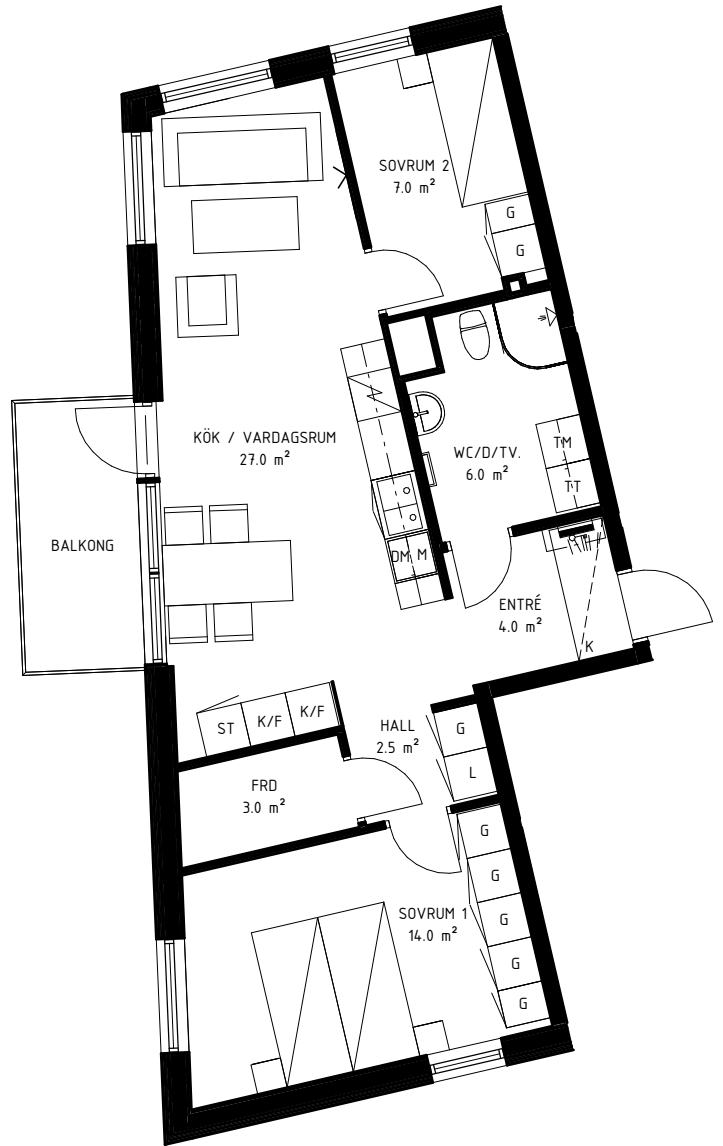 SOVRUM 2
7.0 m²
G
G
KÖK / VARDAGSRUM
27.0 m²
WC/D/TV.
6.0 m²
TM
TT
BALKONG
DM M
ENTRÉ
4.0 m²
K
ST
K/F
K/F
HALL
2.5 m²
G
L
FRD
3.0 m²
G
G
G
G
G
SOVRUM 1
14.0 m²